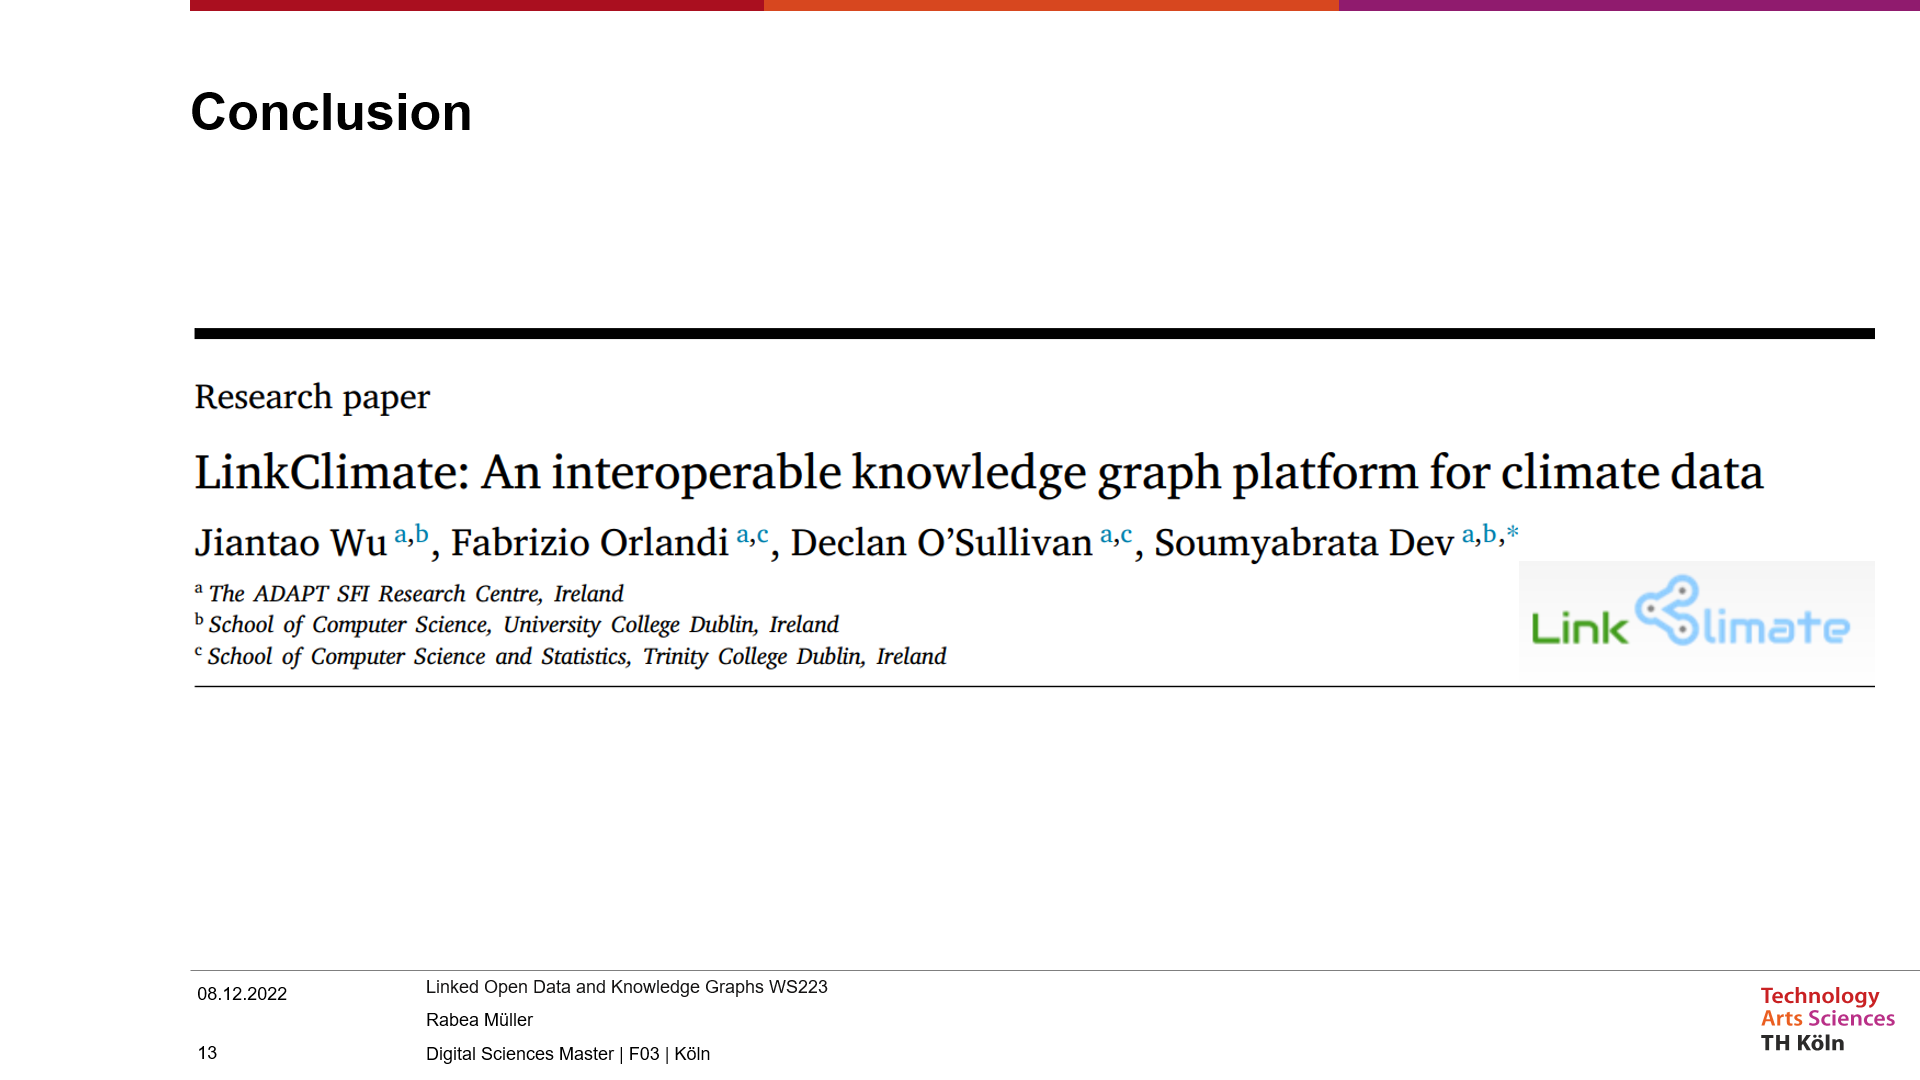 Conclusion
Research paper
LinkClimate: An interoperable knowledge graph platform for climate data
Jiantao Wu a,b, Fabrizio Orlandi a,c, Declan O’Sullivan a,c, Soumyabrata Dev a,b,*
a The ADAPT SFI Research Centre, Ireland
b School of Computer Science, University College Dublin, Ireland
c School of Computer Science and Statistics, Trinity College Dublin, Ireland
Link Climate
08.12.2022
Linked Open Data and Knowledge Graphs WS223
Rabea Müller
13
Digital Sciences Master | F03 | Köln
Technology
Arts Sciences
TH Köln